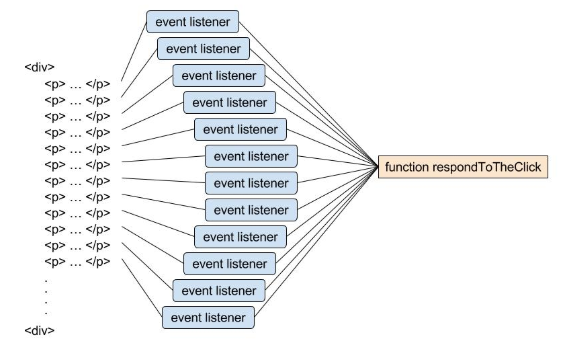 event listener
event listener
<div>
event listener
<p> ... </p>
event listener
<p> ... </p>
<p> ... </p>
event listener
<p> ... </p>
<p> ... </p>
event listener
<p> ... </p>
function respondToTheClick
<p> ... </p>
event listener
<p> ... </p>
event listener
<p> ... </p>
<p> ... </p>
event listener
<p> ... </p>
event listener
<p> ... </p>
.
event listener
.
.
.
event listener
<div>